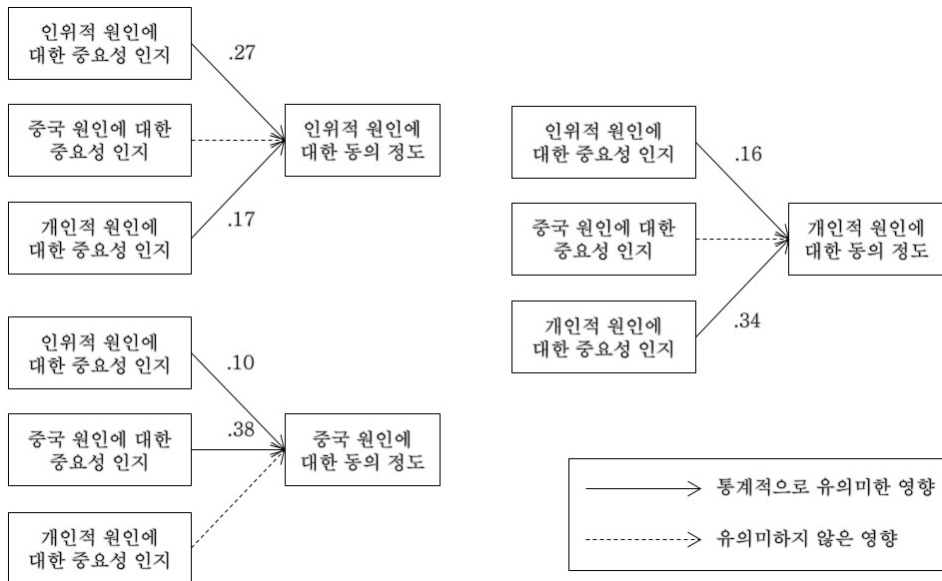 인위적 원인에
대한 중요성 인지
.27
중국 원인에 대한
중요성 인지
인위적 원인에
대한 동의 정도
개인적 원인에
대한 중요성 인지
.17
인위적 원인에
대한 중요성 인지
.16
중국 원인에 대한
중요성 인지
개인적 원인에
대한 동의 정도
개인적 원인에
대한 중요성 인지
.34
인위적 원인에
대한 중요성 인지
.10
중국 원인에 대한
중요성 인지
.38
중국 원인에
대한 동의 정도
개인적 원인에
대한 중요성 인지
통계적으로 유의미한 영향
유의미하지 않은 영향